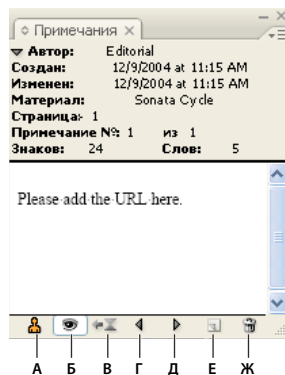 Примечания
Автор: Editorial
Создан: 12/9/2004 at 11:15 AM
Изменен: 12/9/2004 at 11:15 AM
Материал: Sonata Cycle
Страница: 1
Примечание №: 1 из 1
Знаков: 24 Слов: 5
Please add the URL here.
А Б В Г Д Е Ж